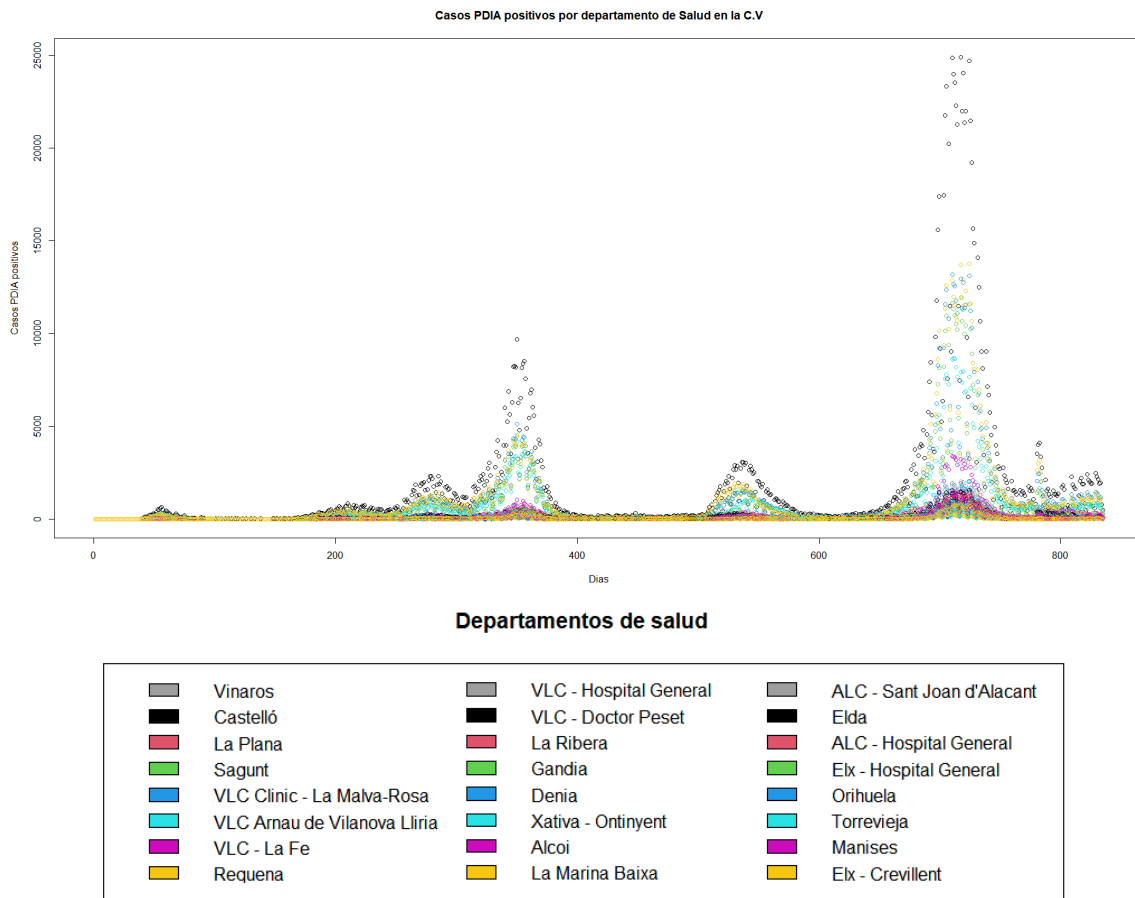 Casos PDIA positivos por departamento de Salud en la C.V
25000
20000
15000
10000
5000
0
Casos PDIA positivos
0 200 400 600 800
Dias
Departamentos de salud
Vinaros VLC - Hospital General ALC - Sant Joan d'Alacant
Castelló VLC - Doctor Peset Elda
La Plana La Ribera ALC - Hospital General
Sagunt Gandia Elx - Hospital General
VLC Clinic - La Malva-Rosa Denia Orihuela
VLC Arnau de Vilanova Lliria Xativa - Ontinyent Torrevieja
VLC - La Fe Alcoi Manises
Requena La Marina Baixa Elx - Crevillent